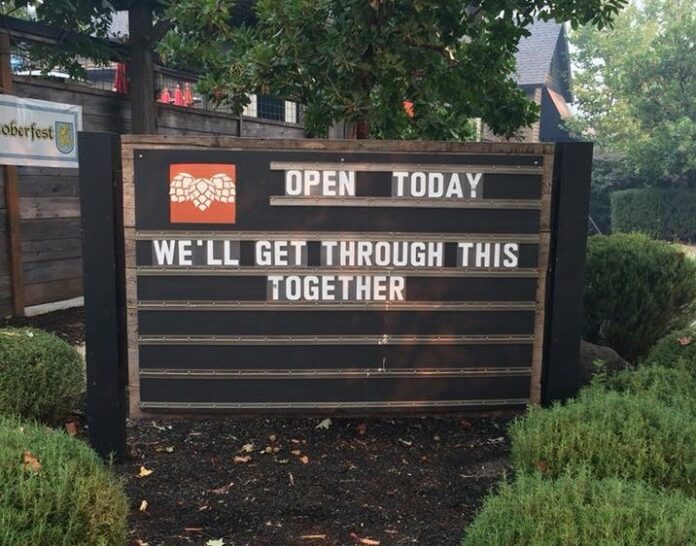 oberfest
OPEN TODAY
WE'LL GET THROUGH THIS
TOGETHER